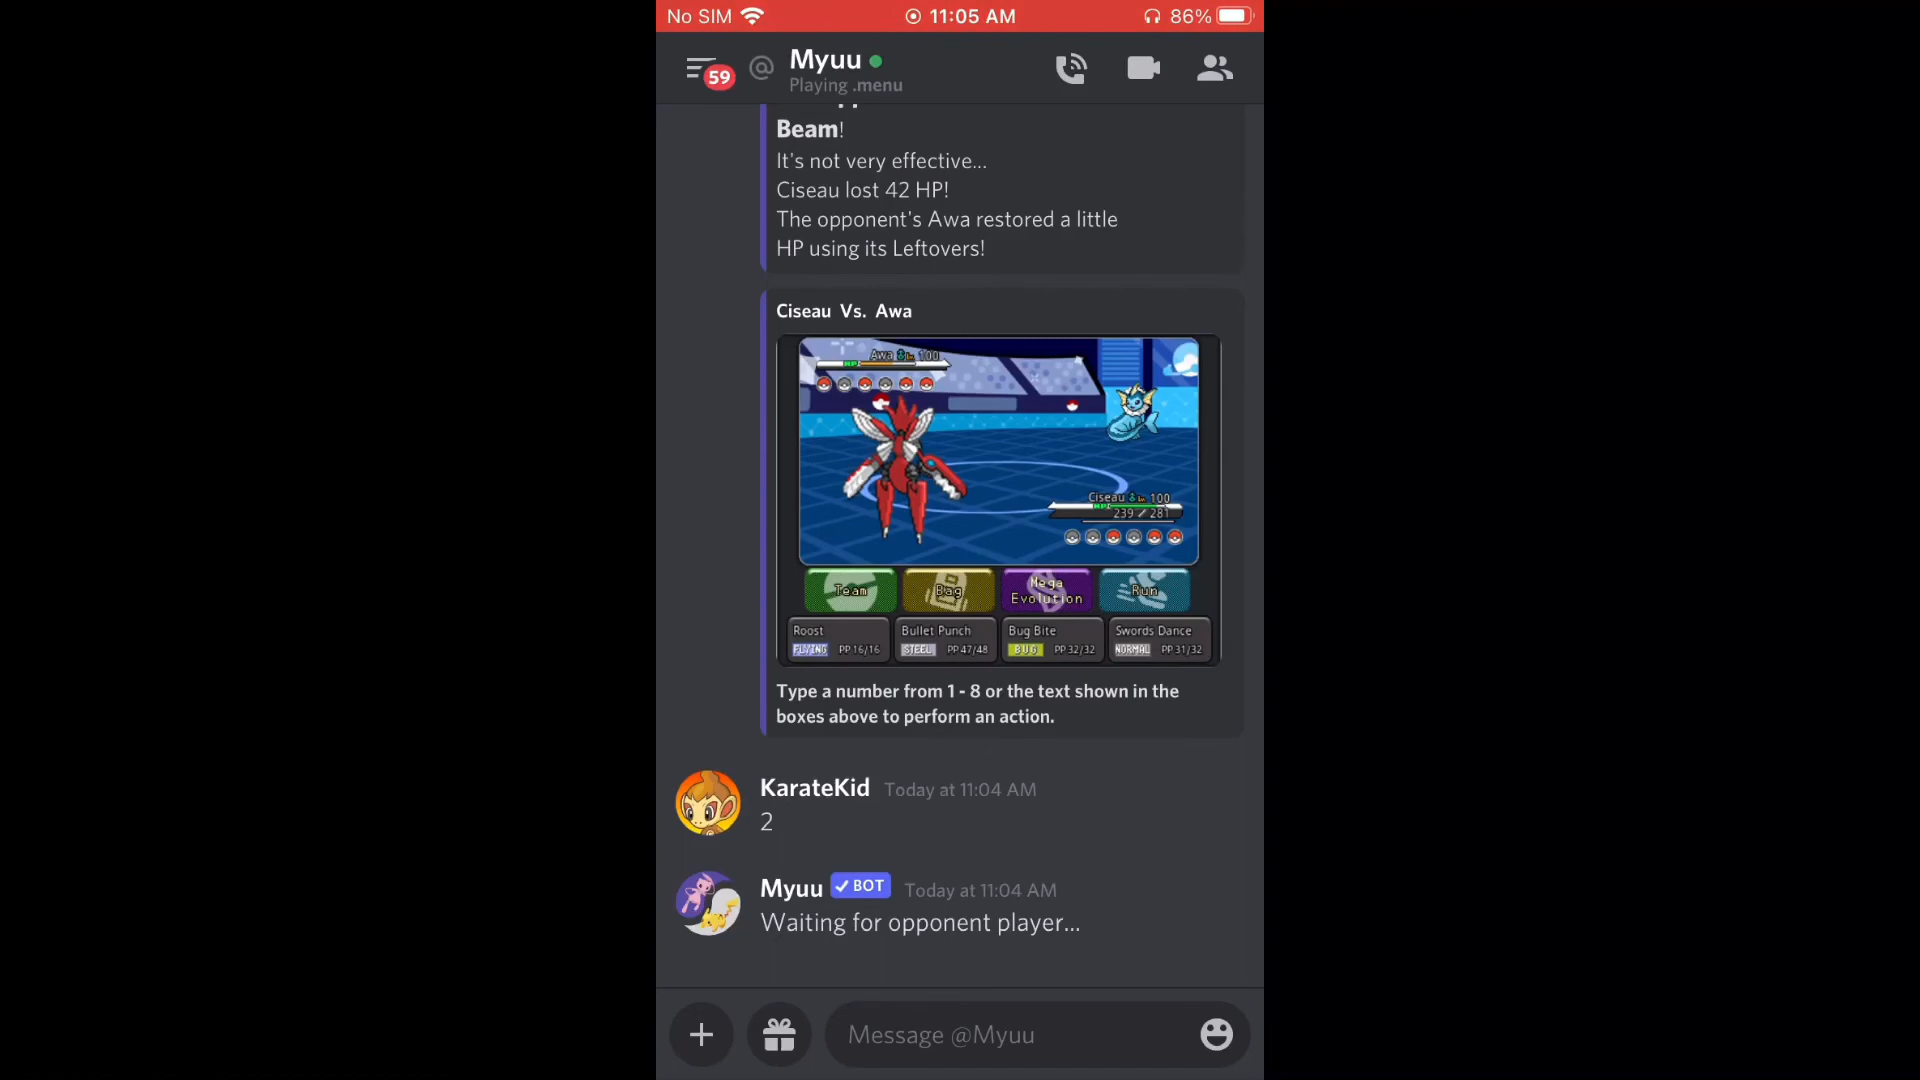 No SIM 11:05 AM 86%
59 @ Myuu
Playing .menu
Beam!
It's not very effective...
Ciseau lost 42 HP!
The opponent's Awa restored a little
HP using its Leftovers!
Ciseau Vs. Awa
Awa Lv. 100
HP
Ciseau Lv. 100
HP
239 / 281
Team Bag Mega Evolution Run
Roost Bullet Punch Bug Bite Swords Dance
FLYING PP 16/16 STEEL PP 47/48 BUG PP 32/32 NORMAL PP 31/32
Type a number from 1 - 8 or the text shown in the
boxes above to perform an action.
KarateKid Today at 11:04 AM
2
Myuu ✓ BOT Today at 11:04 AM
Waiting for opponent player...
Message @Myuu